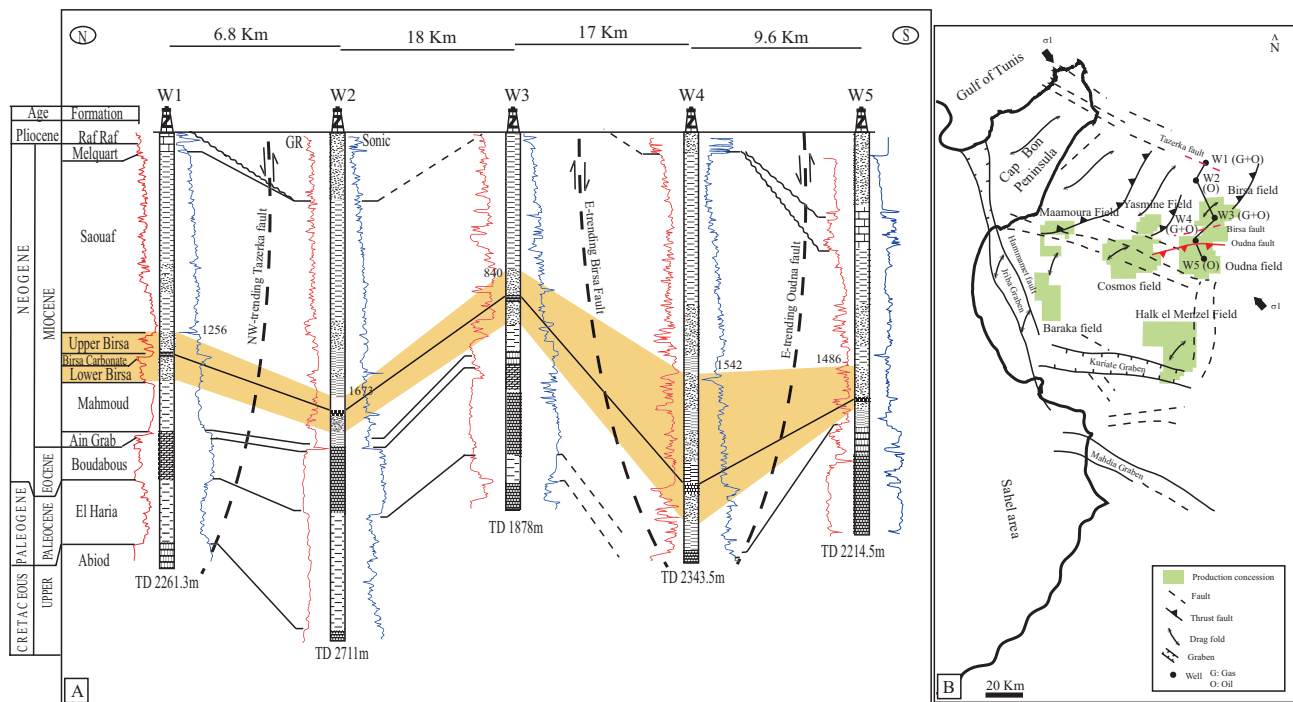 N
6.8 Km
18 Km
17 Km
9.6 Km
S
W1
W2
W3
W4
W5
Age
Formation
Pliocene
Raf Raf
Melquart
GR
Sonic
NEOGENE
MIOCENE
Saouaf
NW-trending Tazerka fault
E-trending Birsa Fault
E-trending Oudna fault
840
1256
1673
1542
1486
Upper Birsa
Birsa Carbonate
Lower Birsa
Mahmoud
Ain Grab
EOCENE
Boudabous
PALEOGENE
PALEOCENE
El Haria
CRETACEOUS
UPPER
Abiod
TD 2261.3m
TD 2711m
TD 1878m
TD 2343.5m
TD 2214.5m
A
N
σ1
Gulf of Tunis
Cap Bon
Peninsula
Tazerka fault
W1 (G+O)
W2
(O)
Birsa field
Yasmine Field
Maamoura Field
W4
(G+O)
W3 (G+O)
Birsa fault
Oudna fault
W5 (O)
Oudna field
Cosmos field
Hammamet fault
Jriba Graben
σ1
Halk el Menzel Field
Baraka field
Kuriate Graben
Mahdia Graben
Sahel area
Production concession
Fault
Thrust fault
Drag fold
Graben
Well G: Gas
O: Oil
B
20 Km